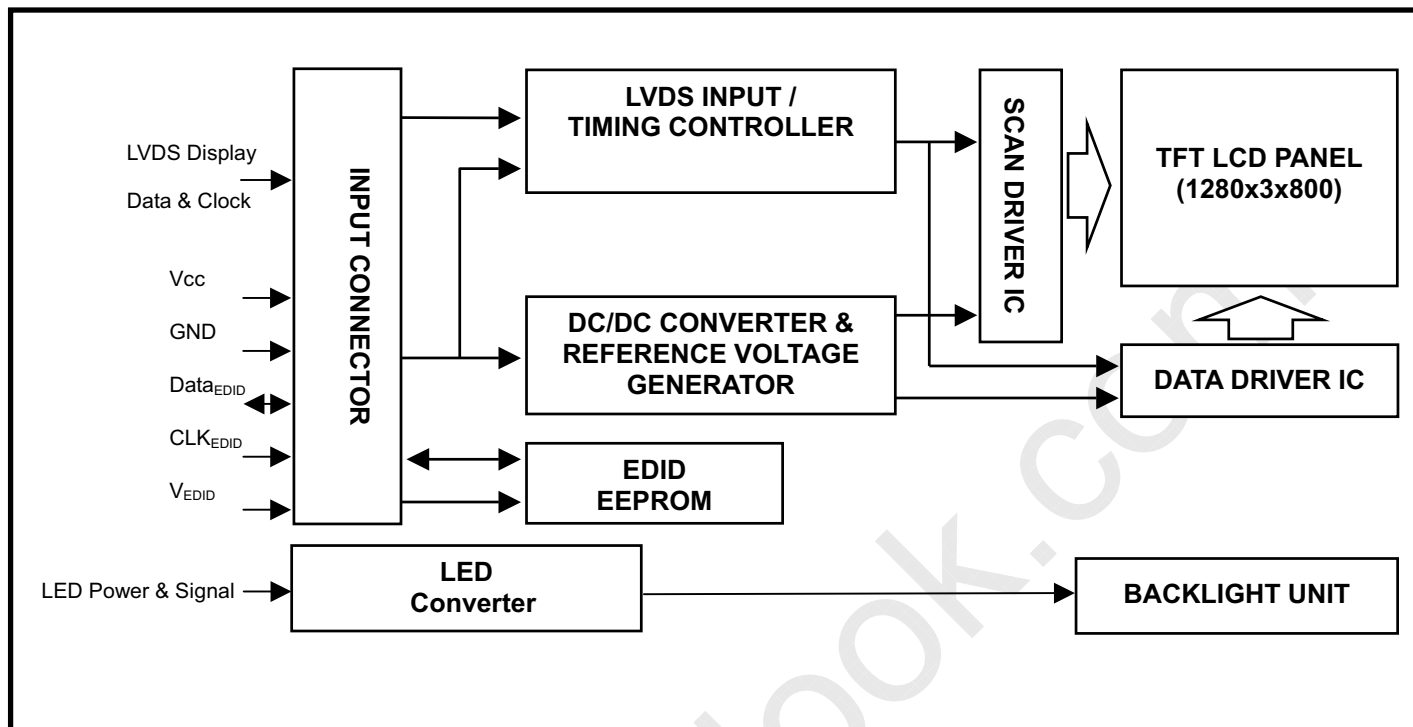 LVDS Display
Data & Clock
Vcc
GND
DataEDID
CLKEDID
VEDID
LED Power & Signal
INPUT CONNECTOR
LVDS INPUT /
TIMING CONTROLLER
DC/DC CONVERTER &
REFERENCE VOLTAGE
GENERATOR
EDID
EEPROM
LED
Converter
SCAN DRIVER IC
TFT LCD PANEL
(1280x3x800)
DATA DRIVER IC
BACKLIGHT UNIT
look.com